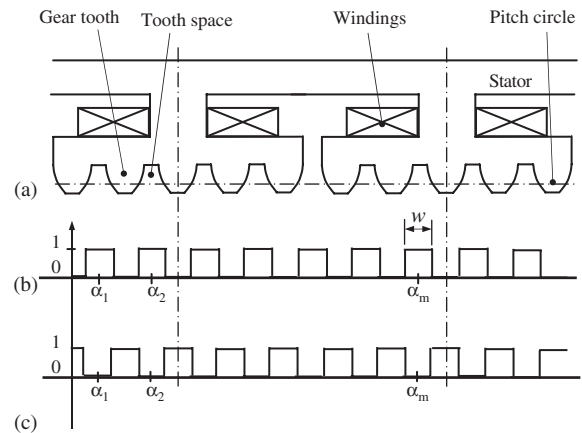 Gear tooth Tooth space Windings Pitch circle
Stator
(a)
w
1
0
(b)
α1 α2 αm
1
0
α1 α2 αm
(c)